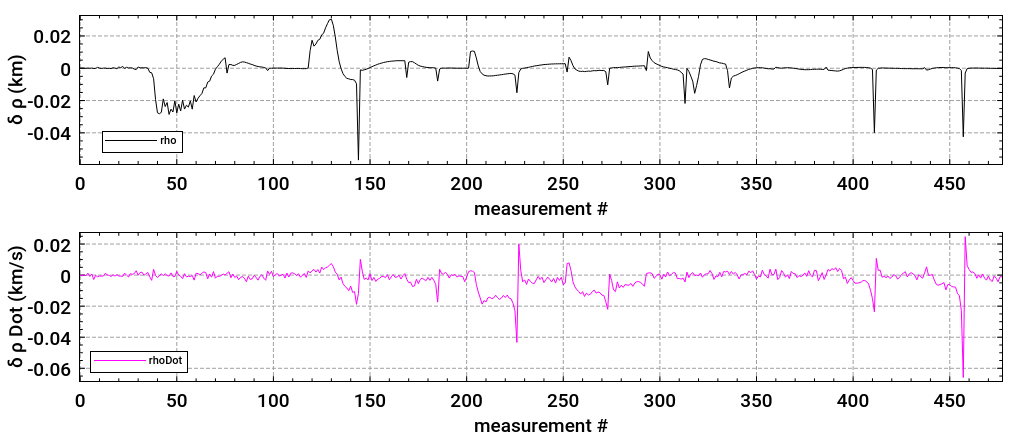 δ ρ (km)
0.02
0
-0.02
-0.04
rho
0 50 100 150 200 250 300 350 400 450
measurement #
δ ρ Dot (km/s)
0.02
0
-0.02
-0.04
-0.06
rhoDot
0 50 100 150 200 250 300 350 400 450
measurement #